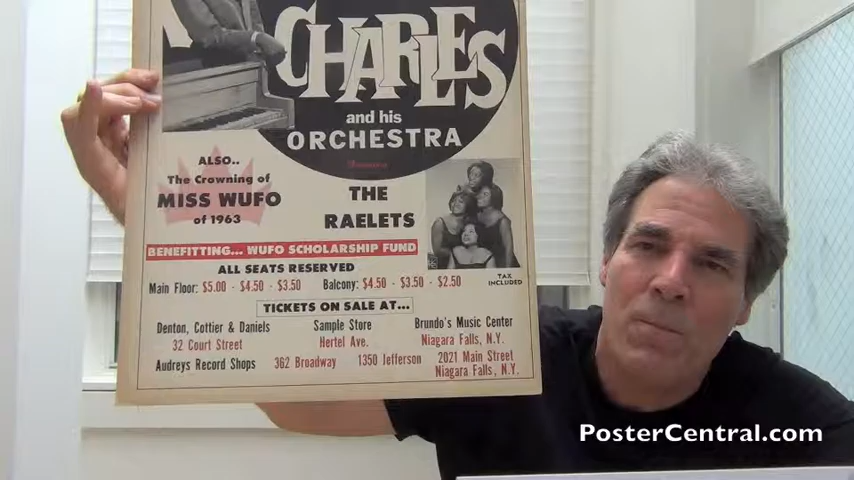 CHARLES
and his
ORCHESTRA
ALSO..
The Crowning of
MISS WUFO
of 1963
THE
RAELETS
BENEFITTING... WUFO SCHOLARSHIP FUND
ALL SEATS RESERVED
Main Floor: $5.00 - $4.50 - $3.50
Balcony: $4.50 - $3.50 - $2.50
TAX
INCLUDED
TICKETS ON SALE AT...
Denton, Cottier & Daniels
32 Court Street
Sample Store
Hertel Ave.
Brundo's Music Center
Niagara Falls, N.Y.
Audreys Record Shops
362 Broadway
1350 Jefferson
2021 Main Street
Niagara Falls, N.Y.
PosterCentral.com